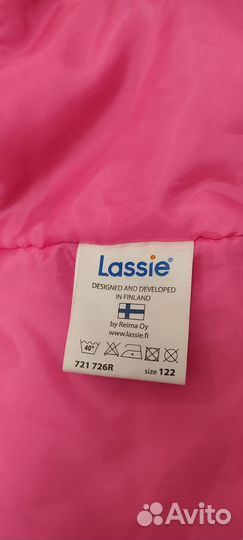 Lassie®
DESIGNED AND DEVELOPED
IN FINLAND
by Reima Oy
www.lassie.fi
40°
721 726R size 122
Avito